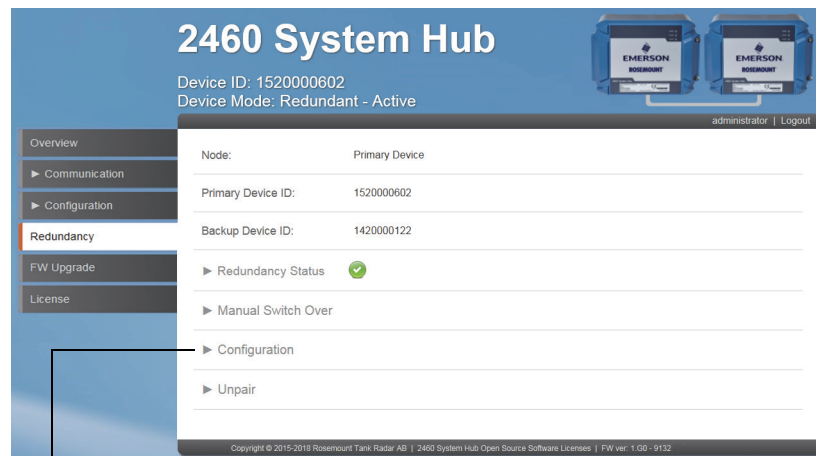 2460 System Hub
EMERSON
ROSEMOUNT
EMERSON
ROSEMOUNT
Device ID: 1520000602
Device Mode: Redundant - Active
administrator | Logout
Overview
► Communication
► Configuration
Redundancy
FW Upgrade
License
Node: Primary Device
Primary Device ID: 1520000602
Backup Device ID: 1420000122
► Redundancy Status
► Manual Switch Over
► Configuration
► Unpair
Copyright © 2015-2018 Rosemount Tank Radar AB | 2460 System Hub Open Source Software Licenses | FW ver: 1.G0 - 9132